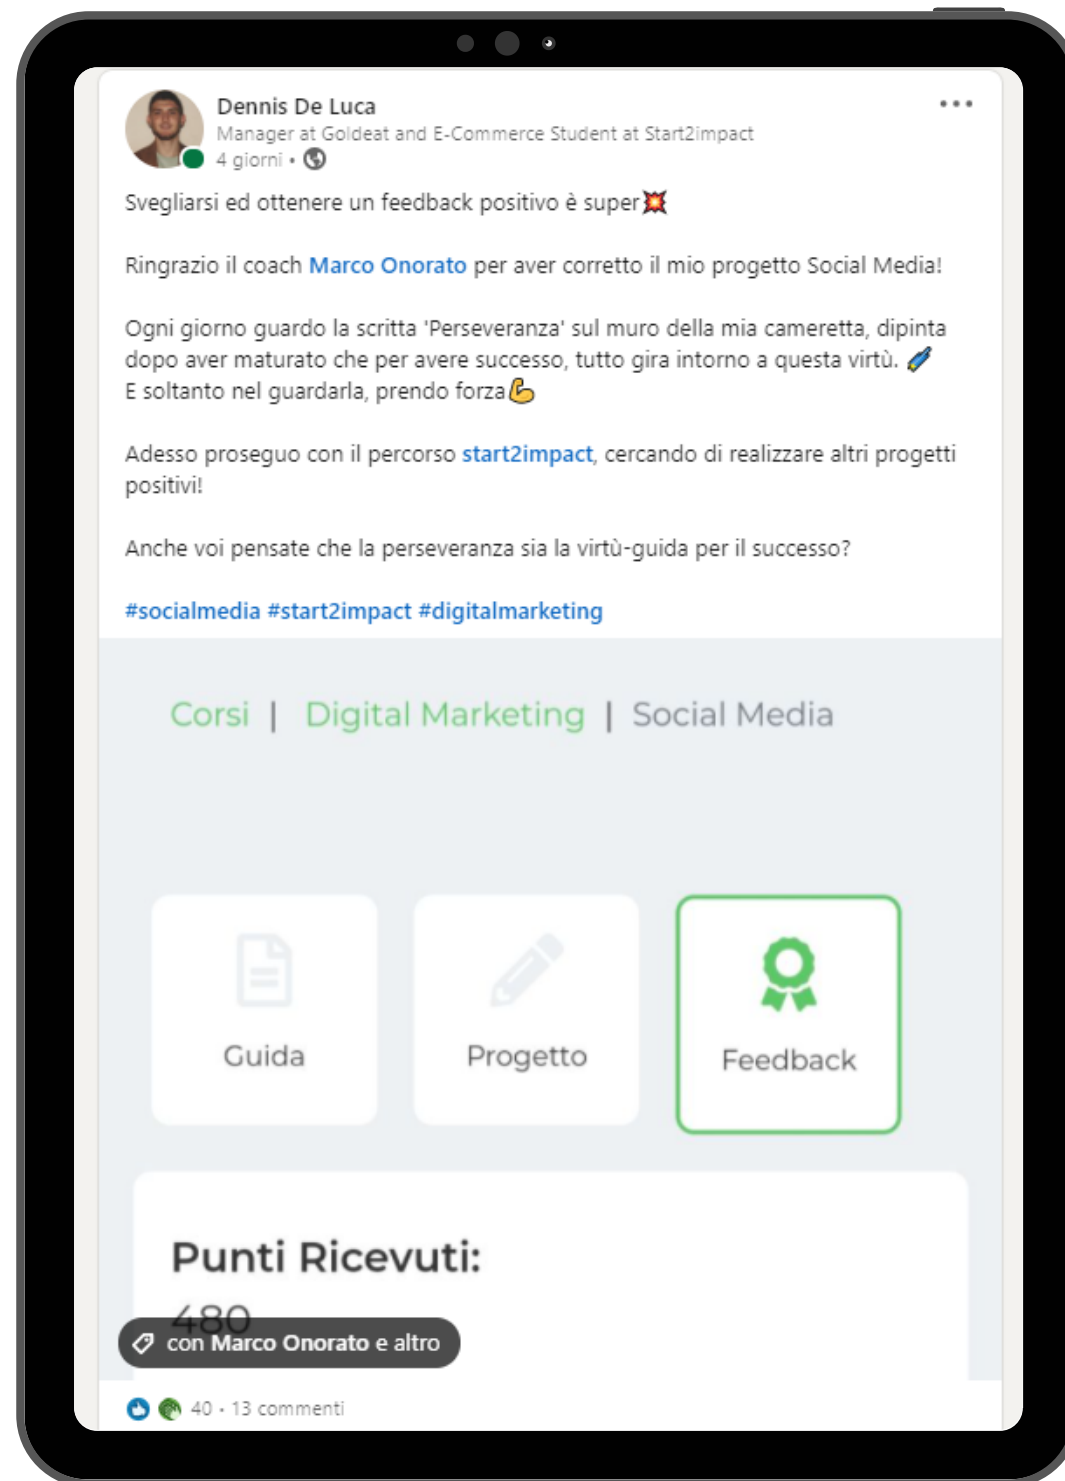 Dennis De Luca
Manager at Goldeat and E-Commerce Student at Start2impact
4 giorni •
Svegliarsi ed ottenere un feedback positivo è super💥
Ringrazio il coach Marco Onorato per aver corretto il mio progetto Social Media!
Ogni giorno guardo la scritta 'Perseveranza' sul muro della mia cameretta, dipinta
dopo aver maturato che per avere successo, tutto gira intorno a questa virtù.
E soltanto nel guardarla, prendo forza💪
Adesso proseguo con il percorso start2impact, cercando di realizzare altri progetti
positivi!
Anche voi pensate che la perseveranza sia la virtù-guida per il successo?
#socialmedia #start2impact #digitalmarketing
Corsi | Digital Marketing | Social Media
Guida
Progetto
Feedback
Punti Ricevuti:
480
con Marco Onorato e altro
40 · 13 commenti